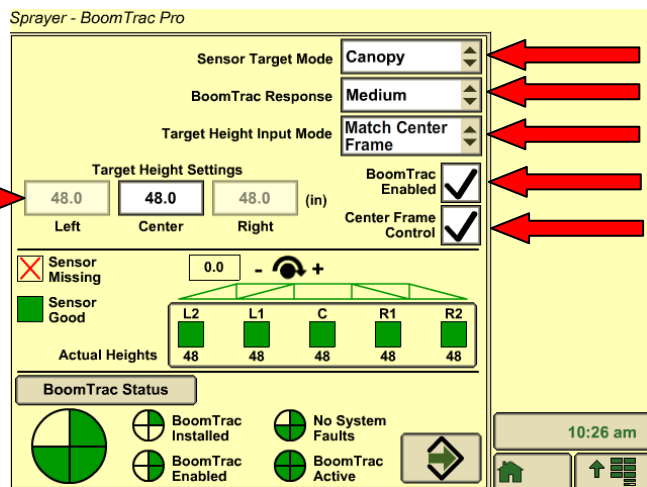 Sprayer - BoomTrac Pro
Sensor Target Mode Canopy
BoomTrac Response Medium
Target Height Input Mode Match Center
Frame
Target Height Settings
48.0 48.0 48.0 (in)
Left Center Right
BoomTrac
Enabled
Center Frame
Control
Sensor
Missing
0.0 - +
Sensor
Good
L2 L1 C R1 R2
Actual Heights 48 48 48 48 48
BoomTrac Status
BoomTrac
Installed
No System
Faults
BoomTrac
Enabled
BoomTrac
Active
10:26 am